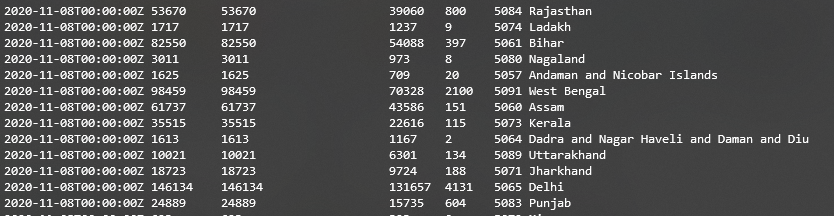 2020-11-08T00:00:00Z 53670 53670 39060 800 5084 Rajasthan
2020-11-08T00:00:00Z 1717 1717 1237 9 5074 Ladakh
2020-11-08T00:00:00Z 82550 82550 54088 397 5061 Bihar
2020-11-08T00:00:00Z 3011 3011 973 8 5080 Nagaland
2020-11-08T00:00:00Z 1625 1625 709 20 5057 Andaman and Nicobar Islands
2020-11-08T00:00:00Z 98459 98459 70328 2100 5091 West Bengal
2020-11-08T00:00:00Z 61737 61737 43586 151 5060 Assam
2020-11-08T00:00:00Z 35515 35515 22616 115 5073 Kerala
2020-11-08T00:00:00Z 1613 1613 1167 2 5064 Dadra and Nagar Haveli and Daman and Diu
2020-11-08T00:00:00Z 10021 10021 6301 134 5089 Uttarakhand
2020-11-08T00:00:00Z 18723 18723 9724 188 5071 Jharkhand
2020-11-08T00:00:00Z 146134 146134 131657 4131 5065 Delhi
2020-11-08T00:00:00Z 24889 24889 15735 604 5083 Punjab